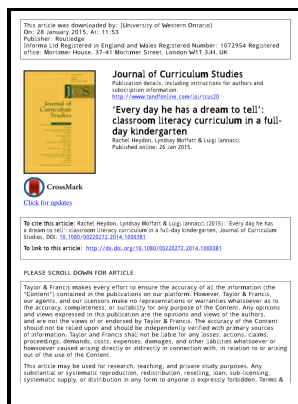 This article was downloaded by: [University of Western Ontario]
On: 28 January 2015, At: 11:53
Publisher: Routledge
Informa Ltd Registered in England and Wales Registered Number: 1072954 Registered
office: Mortimer House, 37-41 Mortimer Street, London W1T 3JH, UK
Journal of Curriculum Studies
Publication details, including instructions for authors and
subscription information:
http://www.tandfonline.com/loi/tcus20
‘Every day he has a dream to tell’:
classroom literacy curriculum in a full-
day kindergarten
Rachel Heydon, Lyndsay Moffatt & Luigi Iannacci
Published online: 26 Jan 2015.
Journal of
Curriculum
Studies
CrossMark
Click for updates
To cite this article: Rachel Heydon, Lyndsay Moffatt & Luigi Iannacci (2015): ‘Every day he has
a dream to tell’: classroom literacy curriculum in a full-day kindergarten, Journal of Curriculum
Studies, DOI: 10.1080/00220272.2014.1000381
To link to this article: http://dx.doi.org/10.1080/00220272.2014.1000381
PLEASE SCROLL DOWN FOR ARTICLE
Taylor & Francis makes every effort to ensure the accuracy of all the information (the
“Content”) contained in the publications on our platform. However, Taylor & Francis,
our agents, and our licensors make no representations or warranties whatsoever as to
the accuracy, completeness, or suitability for any purpose of the Content. Any opinions
and views expressed in this publication are the opinions and views of the authors,
and are not the views of or endorsed by Taylor & Francis. The accuracy of the Content
should not be relied upon and should be independently verified with primary sources
of information. Taylor and Francis shall not be liable for any losses, actions, claims,
proceedings, demands, costs, expenses, damages, and other liabilities whatsoever or
howsoever caused arising directly or indirectly in connection with, in relation to or arising
out of the use of the Content.
This article may be used for research, teaching, and private study purposes. Any
substantial or systematic reproduction, redistribution, reselling, loan, sub-licensing,
systematic supply, or distribution in any form to anyone is expressly forbidden. Terms &